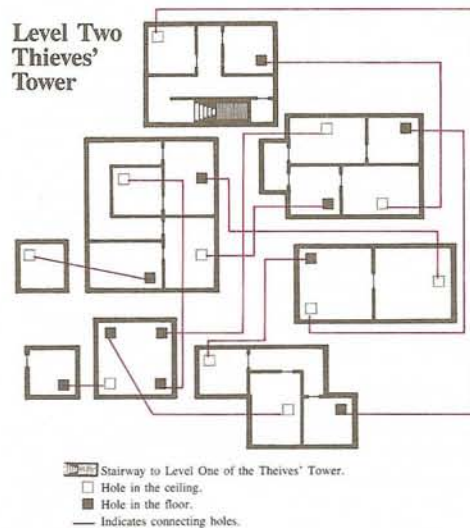 Level Two
Thieves'
Tower
Stairway to Level One of the Theives' Tower.
Hole in the ceiling.
Hole in the floor.
Indicates connecting holes.